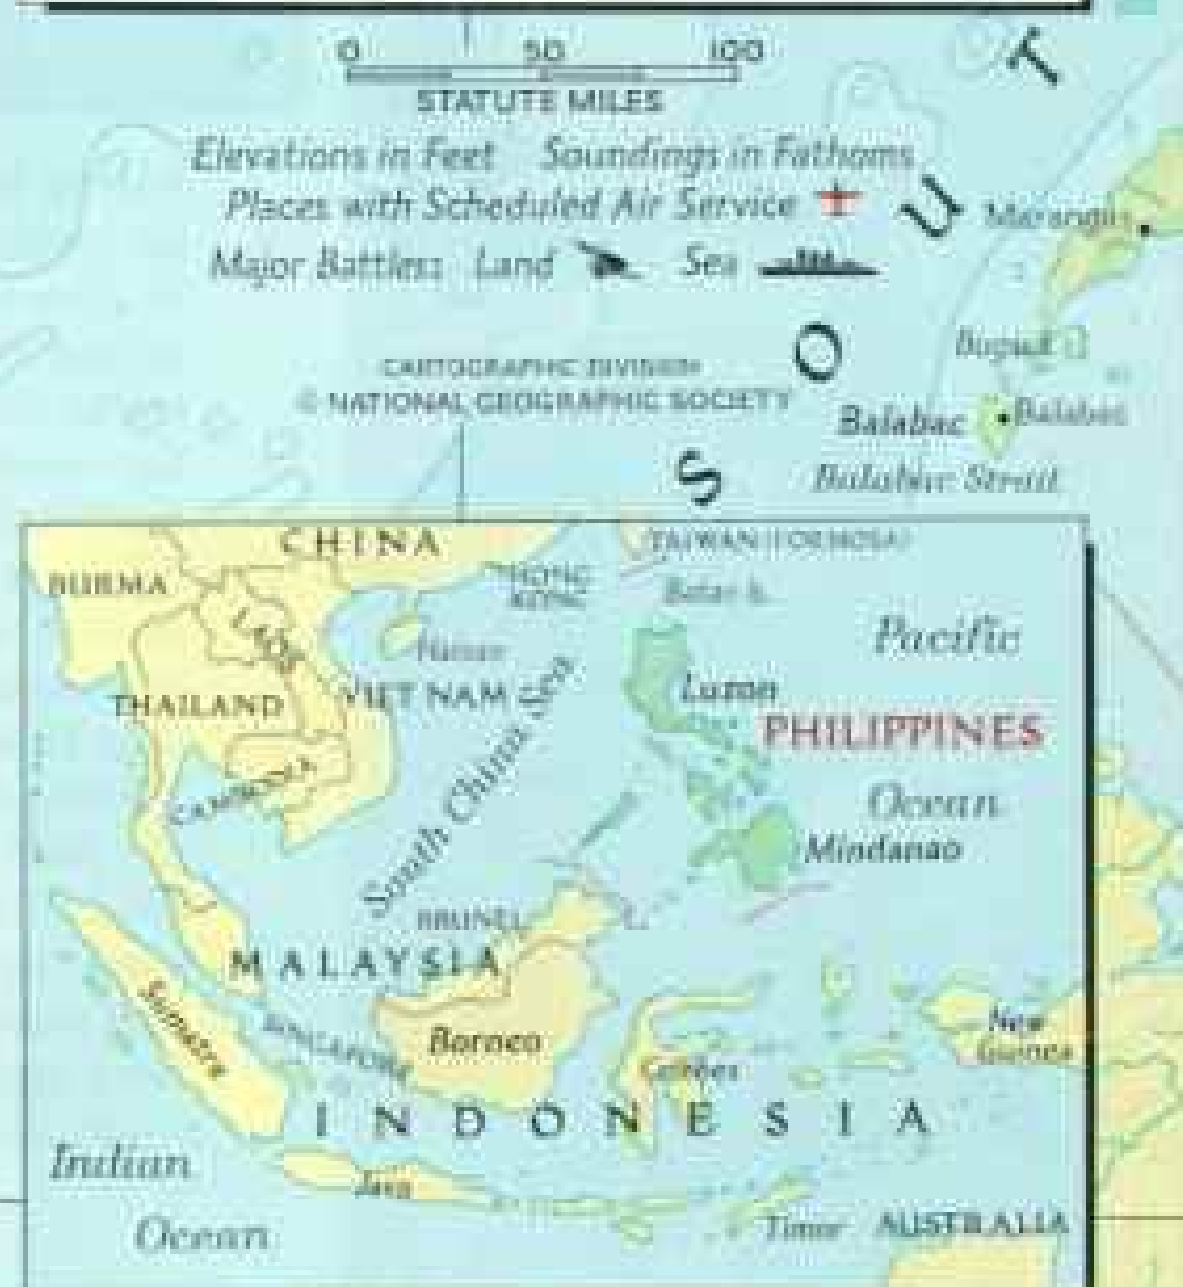 0 50 100
STATUTE MILES
Elevations in Feet Soundings in Fathoms
Places with Scheduled Air Service
Major Battles: Land Sea
CARTOGRAPHIC DIVISION
© NATIONAL GEOGRAPHIC SOCIETY
T
U
O
S
Balabac
Balabac
Balabac Strait
CHINA
TAIWAN (FORMOSA)
BURMA
HONG
KONG
Batan Is.
LAOS
Hainan
Pacific
THAILAND
VIET NAM
Luzon
PHILIPPINES
South China Sea
CAMBODIA
Ocean
Mindanao
BRUNEI
MALAYSIA
Sumatra
SINGAPORE
Borneo
Celebes
New
Guinea
INDONESIA
Indian
Java
Ocean
Timor
AUSTRALIA